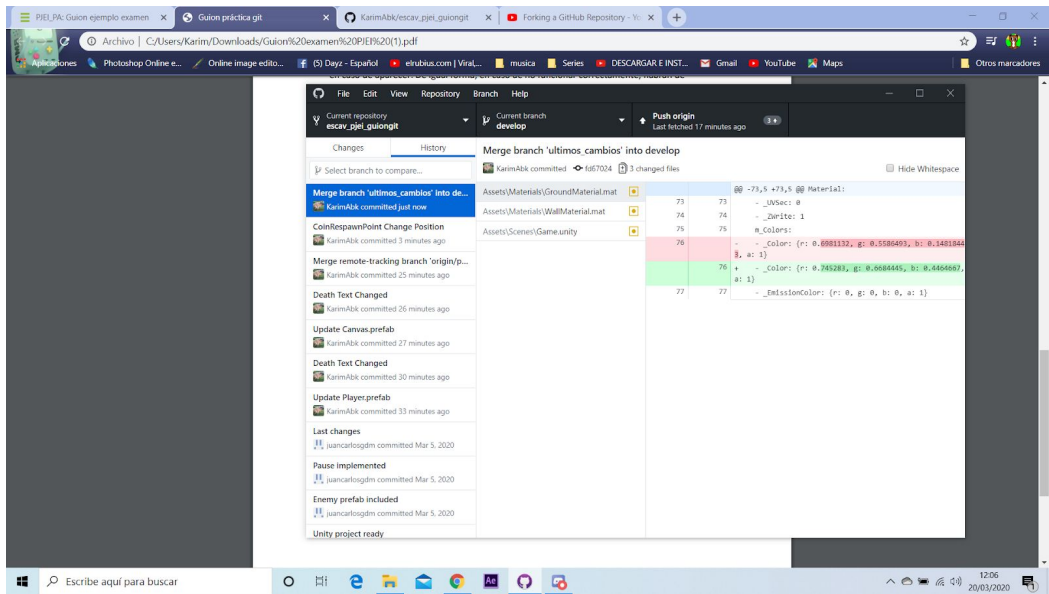 PJEI_PA: Guion ejemplo examen
Guion práctica git
KarimAbk/escav_pjei_guiongit
Forking a GitHub Repository - Yo
Archivo | C:/Users/Karim/Downloads/Guion%20examen%20PJEI%20(1).pdf
Aplicaciones
Photoshop Online e...
Online image edito...
(5) Dayz - Español
elrubius.com | Viral,...
musica
Series
DESCARGAR E INST...
Gmail
YouTube
Maps
Otros marcadores
File Edit View Repository Branch Help
Current repository
escav_pjei_guiongit
Current branch
develop
Push origin
Last fetched 17 minutes ago
3
Changes
History
Select branch to compare...
Merge branch 'ultimos_cambios' into develop
KarimAbk committed fd67024 3 changed files
Hide Whitespace
Merge branch 'ultimos_cambios' into de...
KarimAbk committed just now
CoinRespawnPoint Change Position
KarimAbk committed 3 minutes ago
Merge remote-tracking branch 'origin/p...
KarimAbk committed 25 minutes ago
Death Text Changed
KarimAbk committed 26 minutes ago
Update Canvas.prefab
KarimAbk committed 27 minutes ago
Death Text Changed
KarimAbk committed 30 minutes ago
Update Player.prefab
KarimAbk committed 33 minutes ago
Last changes
juancarlosgdm committed Mar 5, 2020
Pause implemented
juancarlosgdm committed Mar 5, 2020
Enemy prefab included
juancarlosgdm committed Mar 5, 2020
Unity project ready
Assets\Materials\GroundMaterial.mat
Assets\Materials\WallMaterial.mat
Assets\Scenes\Game.unity
@@ -73,5 +73,5 @@ Material:
73 73 - _UVSec: 0
74 74 - _ZWrite: 1
75 75 m_Colors:
76 - - _Color: {r: 0.6981132, g: 0.5586493, b: 0.1481844
3, a: 1}
76 + - _Color: {r: 0.745283, g: 0.6684445, b: 0.4464667,
a: 1}
77 77 - _EmissionColor: {r: 0, g: 0, b: 0, a: 1}
Escribe aquí para buscar
Ae
12:06
20/03/2020